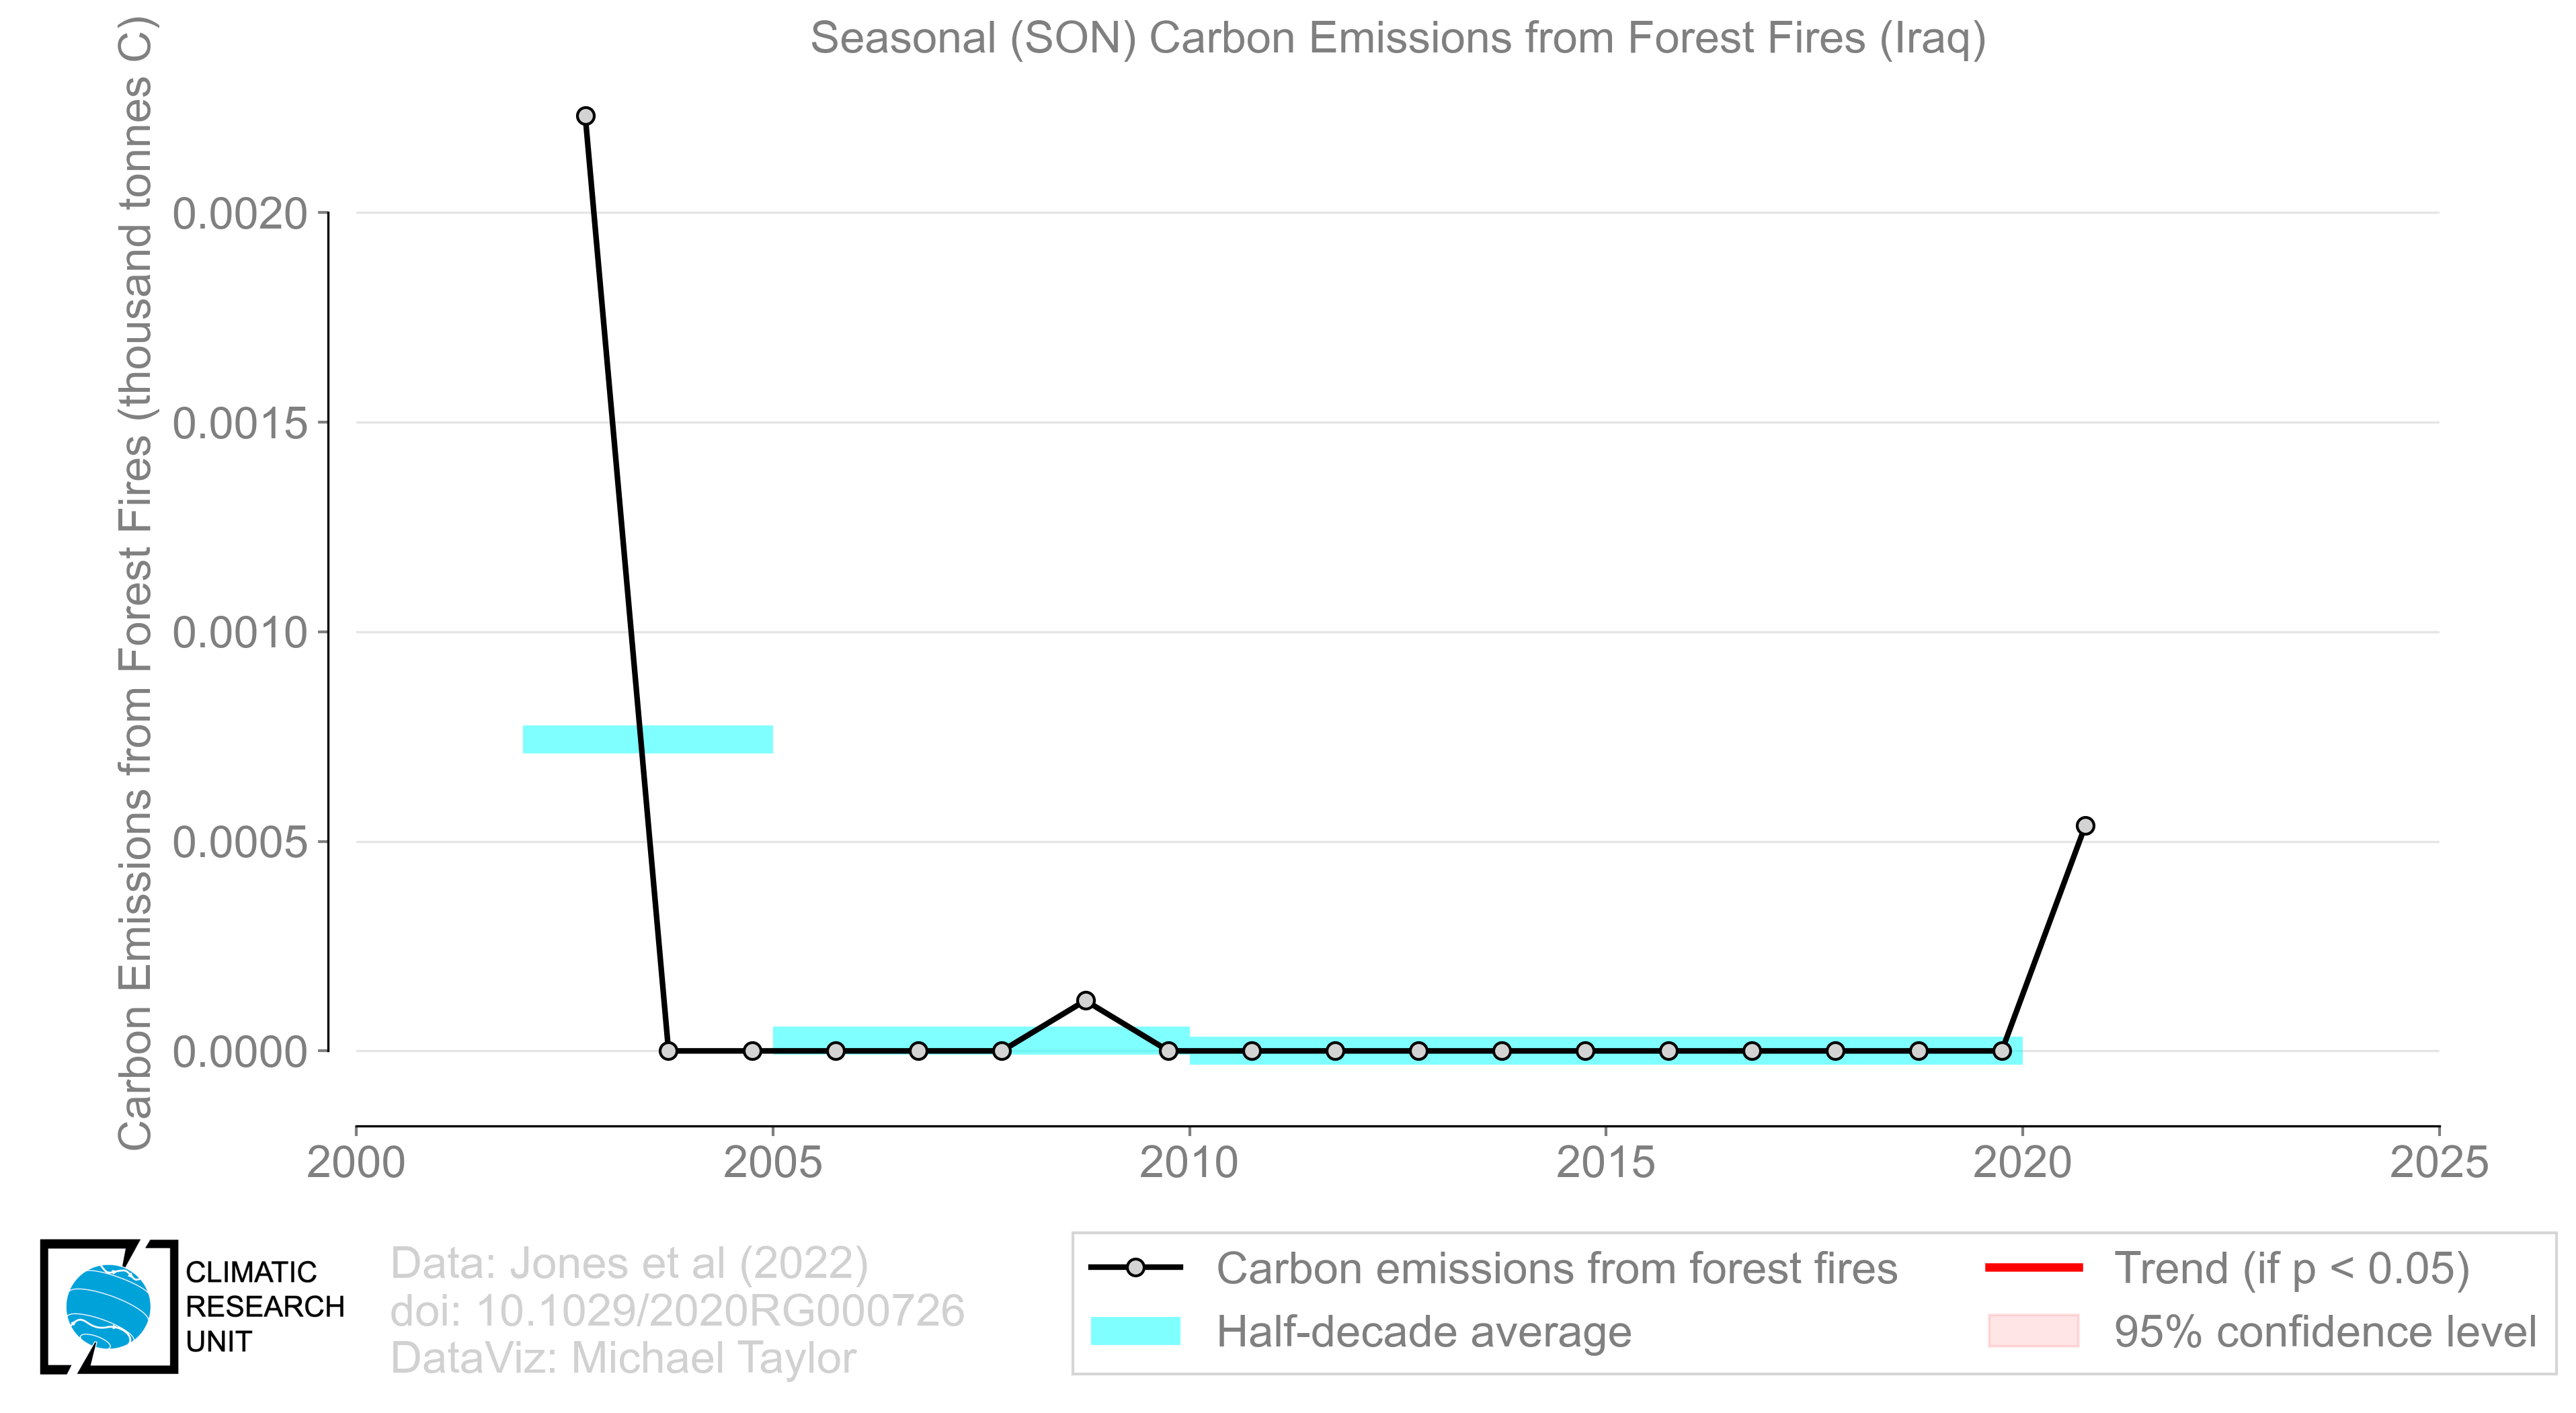 Seasonal (SON) Carbon Emissions from Forest Fires (Iraq)
Carbon Emissions from Forest Fires (thousand tonnes C)
0.0020
0.0015
0.0010
0.0005
0.0000
2000 2005 2010 2015 2020 2025
CLIMATIC
RESEARCH
UNIT
Data: Jones et al (2022)
doi: 10.1029/2020RG000726
DataViz: Michael Taylor
Carbon emissions from forest fires
Half-decade average
Trend (if p < 0.05)
95% confidence level